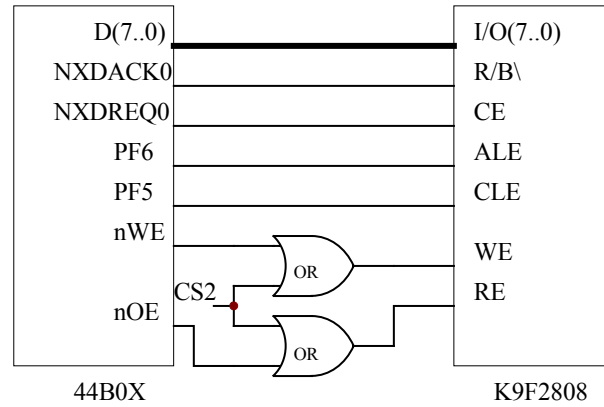 D(7..0) I/O(7..0)
NXDACK0 R/B\
NXDREQ0 CE
PF6 ALE
PF5 CLE
nWE WE
OR
CS2 RE
nOE
OR
44B0X K9F2808